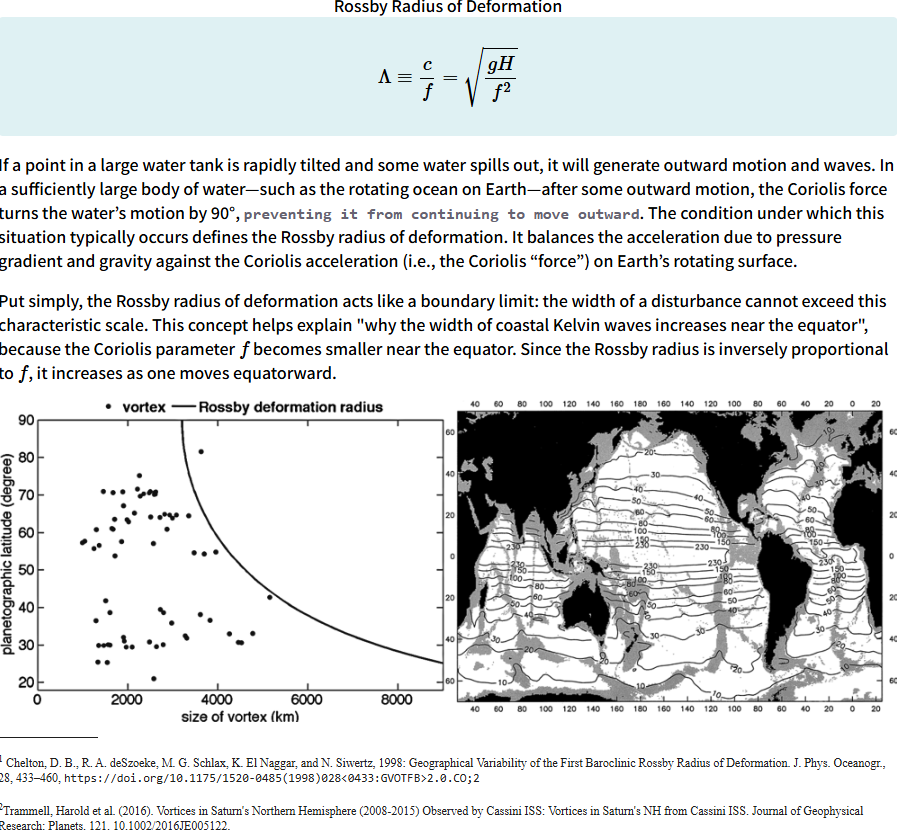 Rossby Radius of Deformation
Λ ≡ c/f = √(gH/f²)
If a point in a large water tank is rapidly tilted and some water spills out, it will generate outward motion and waves. In
a sufficiently large body of water—such as the rotating ocean on Earth—after some outward motion, the Coriolis force
turns the water's motion by 90°, preventing it from continuing to move outward. The condition under which this
situation typically occurs defines the Rossby radius of deformation. It balances the acceleration due to pressure
gradient and gravity against the Coriolis acceleration (i.e., the Coriolis “force”) on Earth's rotating surface.
Put simply, the Rossby radius of deformation acts like a boundary limit: the width of a disturbance cannot exceed this
characteristic scale. This concept helps explain "why the width of coastal Kelvin waves increases near the equator",
because the Coriolis parameter f becomes smaller near the equator. Since the Rossby radius is inversely proportional
to f, it increases as one moves equatorward.
vortex — Rossby deformation radius
90
80
70
60
50
40
30
20
planetographic latitude (degree)
0 2000 4000 6000 8000
size of vortex (km)
40 60 80 100 120 140 160 180 160 140 120 100 80 60 40 20 0 20
60 60
40 40
20 20
0 0
20 20
40 40
60 60
40 60 80 100 120 140 160 180 160 140 120 100 80 60 40 20 0 20
1 Chelton, D. B., R. A. deSzoeke, M. G. Schlax, K. El Naggar, and N. Siwertz, 1998: Geographical Variability of the First Baroclinic Rossby Radius of Deformation. J. Phys. Oceanogr.,
28, 433–460, https://doi.org/10.1175/1520-0485(1998)028<0433:GVOTFB>2.0.CO;2
2Trammell, Harold et al. (2016). Vortices in Saturn's Northern Hemisphere (2008-2015) Observed by Cassini ISS: Vortices in Saturn's NH from Cassini ISS. Journal of Geophysical
Research: Planets. 121. 10.1002/2016JE005122.